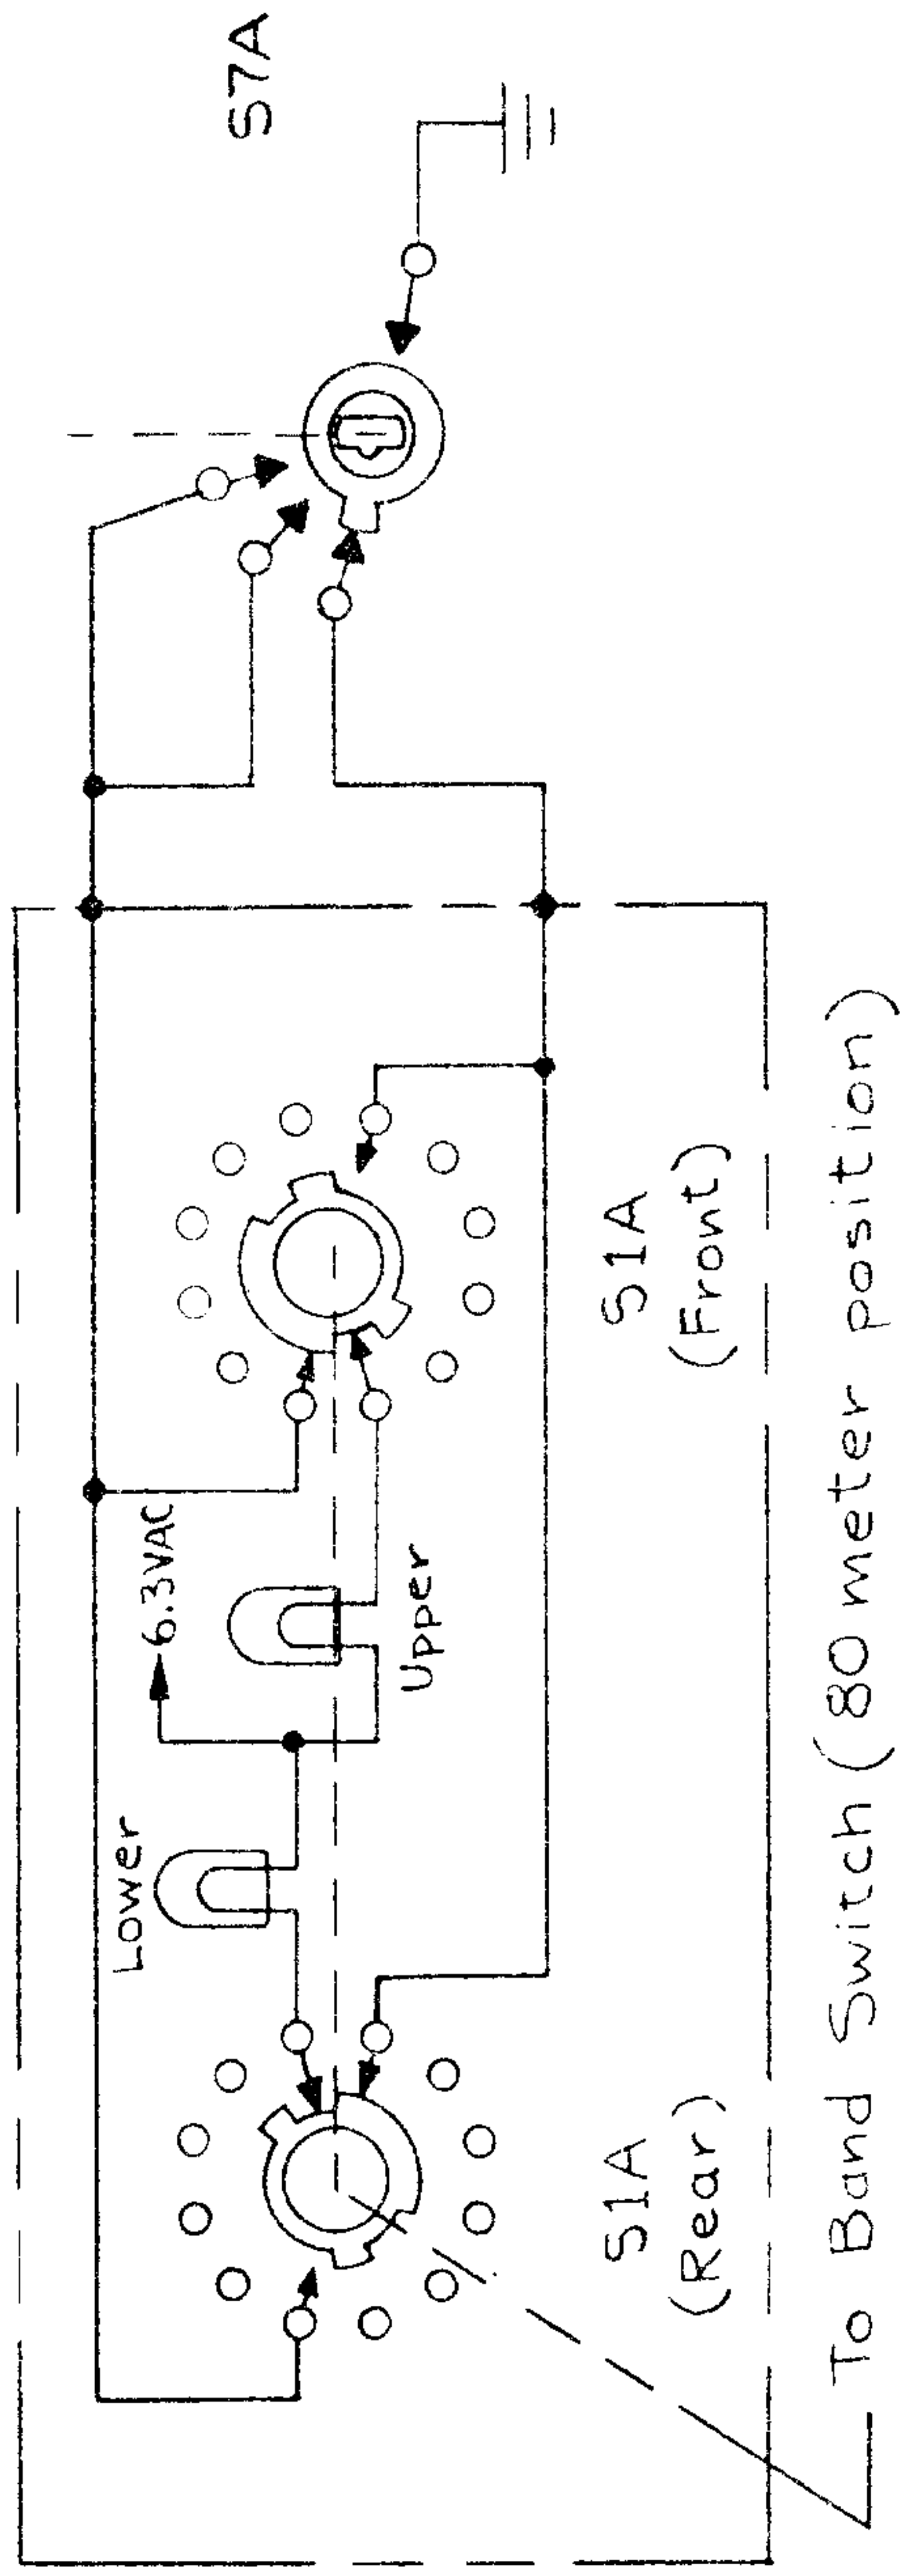 S7A
6.3VAC
Lower
Upper
S1A
(Rear)
S1A
(Front)
To Band Switch (80 meter position)